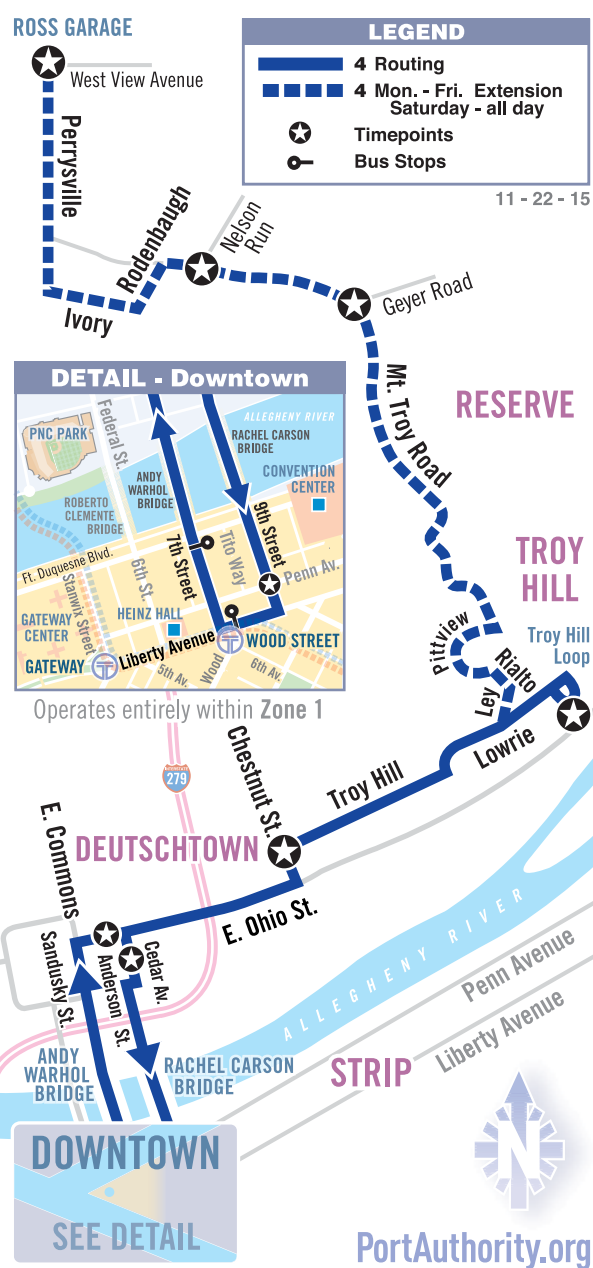 ROSS GARAGE
West View Avenue
Perrysville
LEGEND
4 Routing
4 Mon. - Fri. Extension
Saturday - all day
Timepoints
Bus Stops
11 - 22 - 15
Rodenbaugh
Nelson
Run
Ivory
Geyer Road
Mt. Troy Road
RESERVE
TROY
HILL
DETAIL - Downtown
PNC PARK
Federal St.
ALLEGHENY RIVER
RACHEL CARSON
BRIDGE
ANDY
WARHOL
BRIDGE
CONVENTION
CENTER
ROBERTO
CLEMENTE
BRIDGE
9th Street
7th Street
Tito Way
Ft. Duquesne Blvd.
6th St.
Penn Av.
Stanwix Street
HEINZ HALL
GATEWAY
CENTER
Liberty Avenue
WOOD STREET
GATEWAY
5th Av.
Wood
6th Av.
Operates entirely within Zone 1
Pittview
Rialto
Ley
Troy Hill
Loop
Lowrie
Troy Hill
Chestnut St.
INTERSTATE
279
DEUTSCHTOWN
E. Commons
E. Ohio St.
Sandusky St.
Anderson St.
Cedar Av.
ALLEGHENY RIVER
Penn Avenue
Liberty Avenue
STRIP
ANDY
WARHOL
BRIDGE
RACHEL CARSON
BRIDGE
DOWNTOWN
SEE DETAIL
N
PortAuthority.org